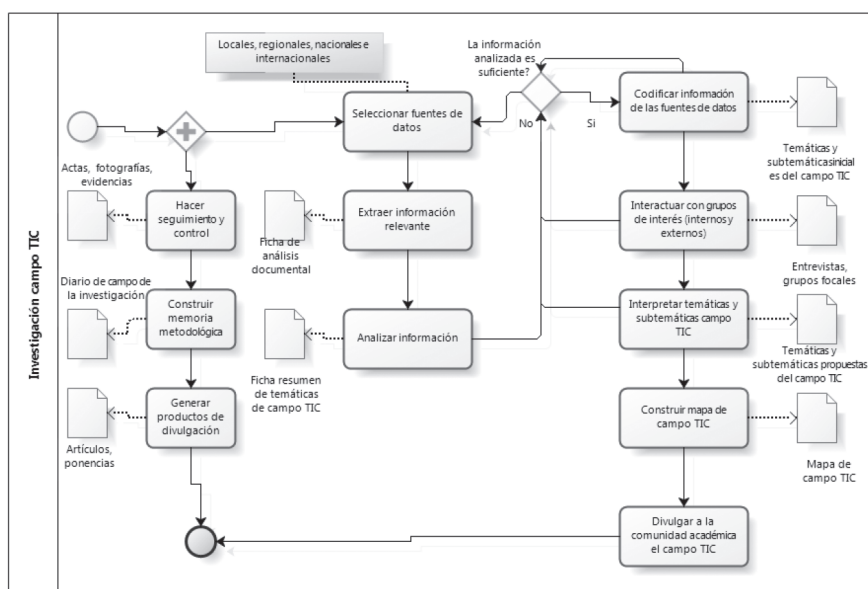 Investigación campo TIC
Locales, regionales, nacionales e
internacionales
La información
analizada es
suficiente?
No
Si
Seleccionar fuentes de
datos
Codificar información
de las fuentes de datos
Temáticas y
subtemáticasinicial
es del campo TIC
Actas, fotografías,
evidencias
Hacer
seguimiento y
control
Extraer información
relevante
Ficha de
análisis
documental
Interactuar con grupos
de interés (internos y
externos)
Entrevistas,
grupos focales
Diario de campo de
la investigación
Construir
memoria
metodológica
Analizar información
Ficha resumen
de temáticas
de campo TIC
Interpretar temáticas y
subtemáticas campo
TIC
Temáticas y
subtemáticas propuestas
del campo TIC
Generar
productos de
divulgación
Artículos,
ponencias
Construir mapa de
campo TIC
Mapa de
campo TIC
Divulgar a la
comunidad académica
el campo TIC